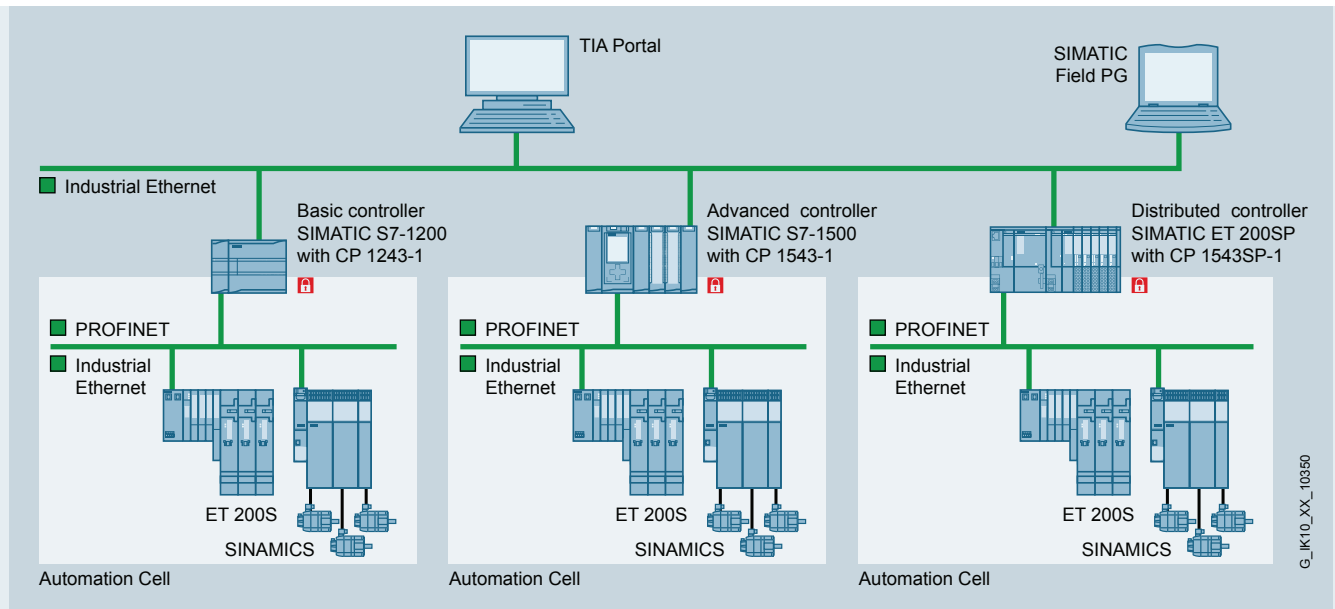 TIA Portal
SIMATIC
Field PG
Industrial Ethernet
Basic controller
SIMATIC S7-1200
with CP 1243-1
Advanced controller
SIMATIC S7-1500
with CP 1543-1
Distributed controller
SIMATIC ET 200SP
with CP 1543SP-1
PROFINET
Industrial
Ethernet
ET 200S
SINAMICS
Automation Cell
PROFINET
Industrial
Ethernet
ET 200S
SINAMICS
Automation Cell
PROFINET
Industrial
Ethernet
ET 200S
SINAMICS
Automation Cell
G_IK10_XX_10350